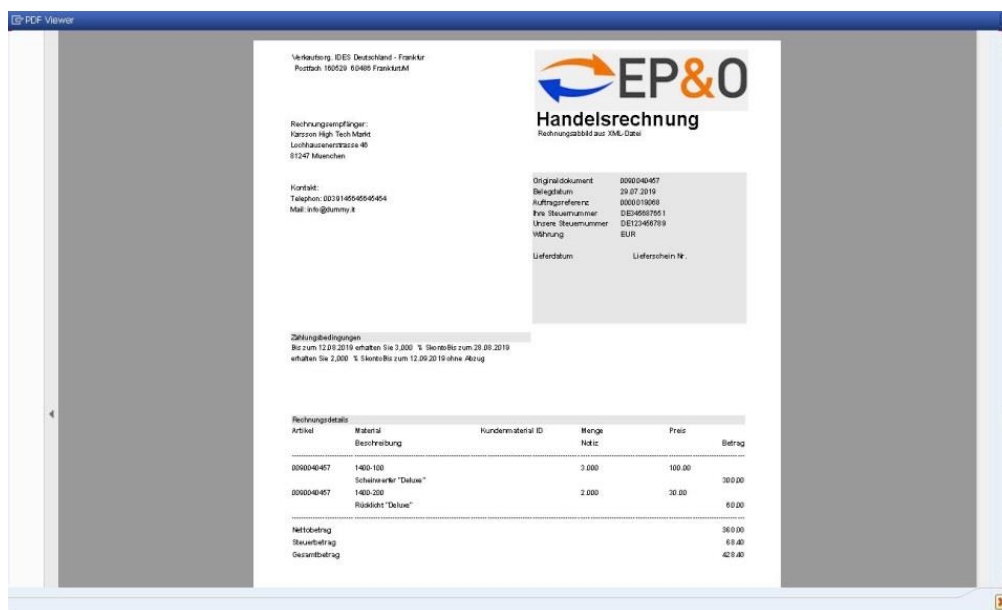 PDF Viewer
Verkaufsorg. IDES Deutschland - Frankfur
Postfach 160529 60486 Frankfurt/M
EP&O
Handelsrechnung
Rechnungsabbild aus XML-Datei
Rechnungsempfänger:
Karsson High Tech Markt
Lochhausenerstrasse 46
81247 Muenchen
Kontakt:
Telephon: 0039146646646464
Mail: info@dummy.it
Originaldokument 0090040457
Belegdatum 29.07.2019
Auftragsreferenz 0000019068
Ihre Steuernummer
Unsere Steuernummer DE123456789
Währung EUR
Lieferdatum Lieferschein Nr.
Zahlungsbedingungen
Bis zum 12.08.2019 erhalten Sie 3,000 % SkontoBis zum 28.08.2019
erhalten Sie 2,000 % SkontoBis zum 12.09.2019 ohne Abzug
Rechnungsdetails
Artikel Material Kundenmaterial ID Menge Preis
Beschreibung Notiz Betrag
0090040457 1400-100 3.000 100.00
Scheinwerfer "Deluxe" 300.00
0090040457 1400-200 2.000 30.00
Rücklicht "Deluxe" 60.00
Nettobetrag 360.00
Steuerbetrag 68.40
Gesamtbetrag 428.40